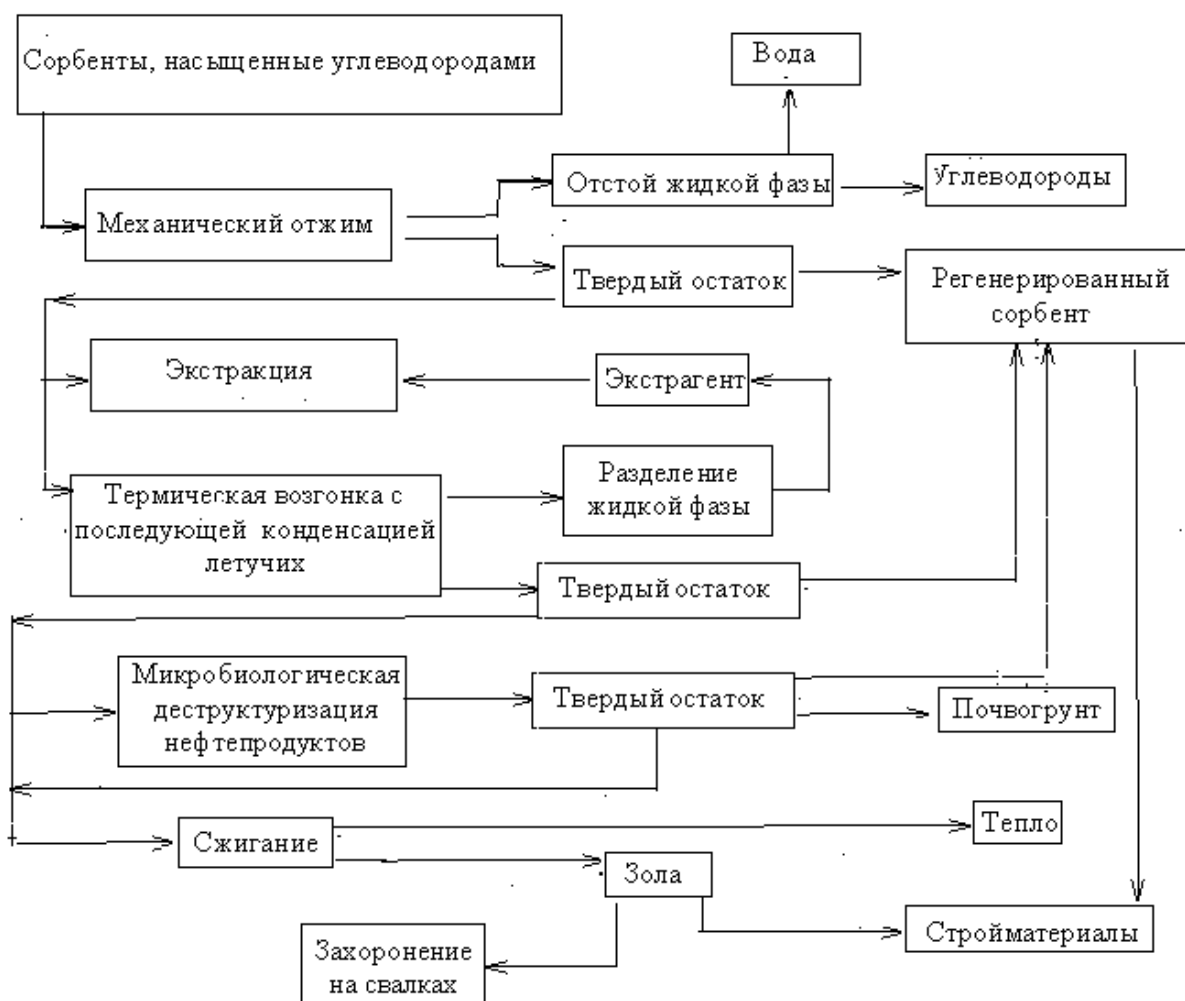 Сорбенты, насыщенные углеводородами
Вода
Отстой жидкой фазы
Углеводороды
Механический отжим
Твердый остаток
Регенерированный
сорбент
Экстракция
Экстрагент
Разделение
жидкой фазы
Термическая возгонка с
последующей конденсацией
летучих
Твердый остаток
Микробиологическая
деструктуризация
нефтепродуктов
Твердый остаток
Почвогрунт
Тепло
Сжигание
Зола
Стройматериалы
Захоронение
на свалках